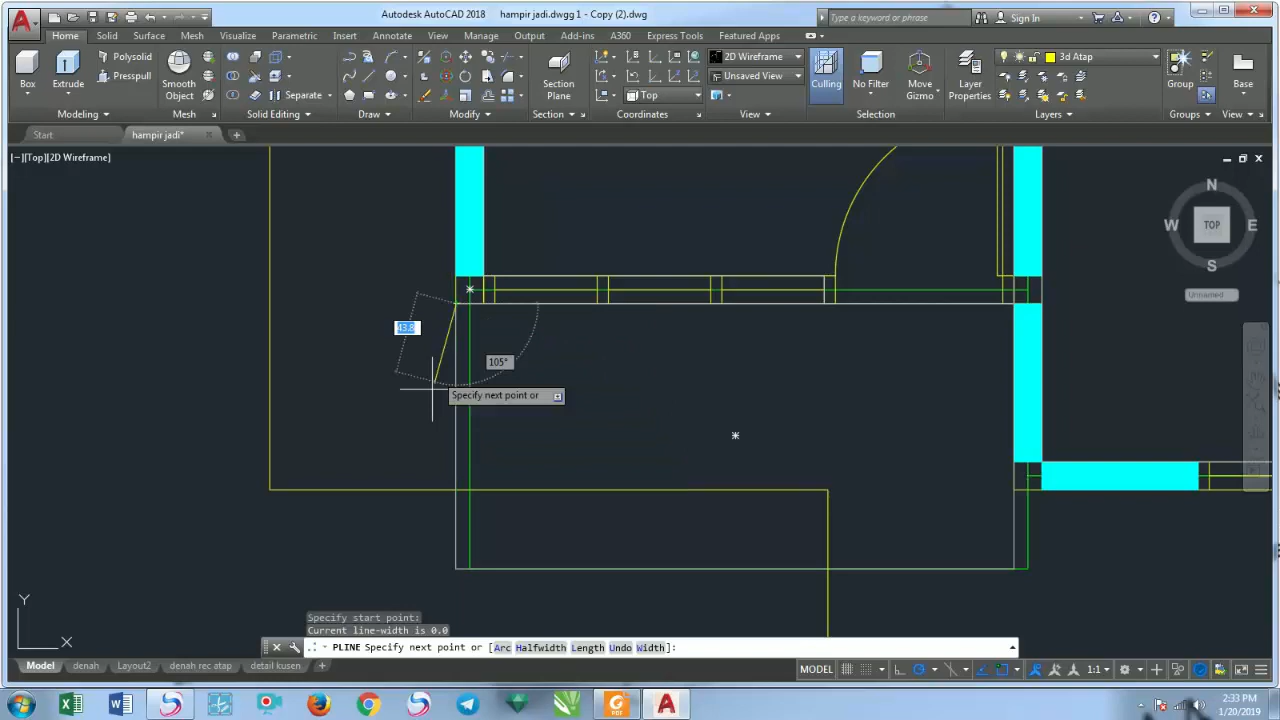 Autodesk AutoCAD 2018 hampir jadi.dwgg 1 - Copy (2).dwg
Type a keyword or phrase
Sign In
Home Solid Surface Mesh Visualize Parametric Insert Annotate View Manage Output Add-ins A360 Express Tools Featured Apps
Box
Extrude
Polysolid
Presspull
Smooth Object
Separate
Section Plane
2D Wireframe
Unsaved View
Top
Culling
No Filter
Move Gizmo
Layer Properties
3d Atap
Group
Base
Modeling Mesh Solid Editing Draw Modify Section Coordinates View Selection Layers Groups View
Start hampir jadi*
[−][Top][2D Wireframe]
N
W TOP E
S
Unnamed
43.8
105°
Specify next point or
Y
X
Specify start point:
Current line-width is 0.0
PLINE Specify next point or [Arc Halfwidth Length Undo Width]:
Model denah Layout2 denah rec atap detail kusen
MODEL 1:1
2:33 PM
1/20/2019